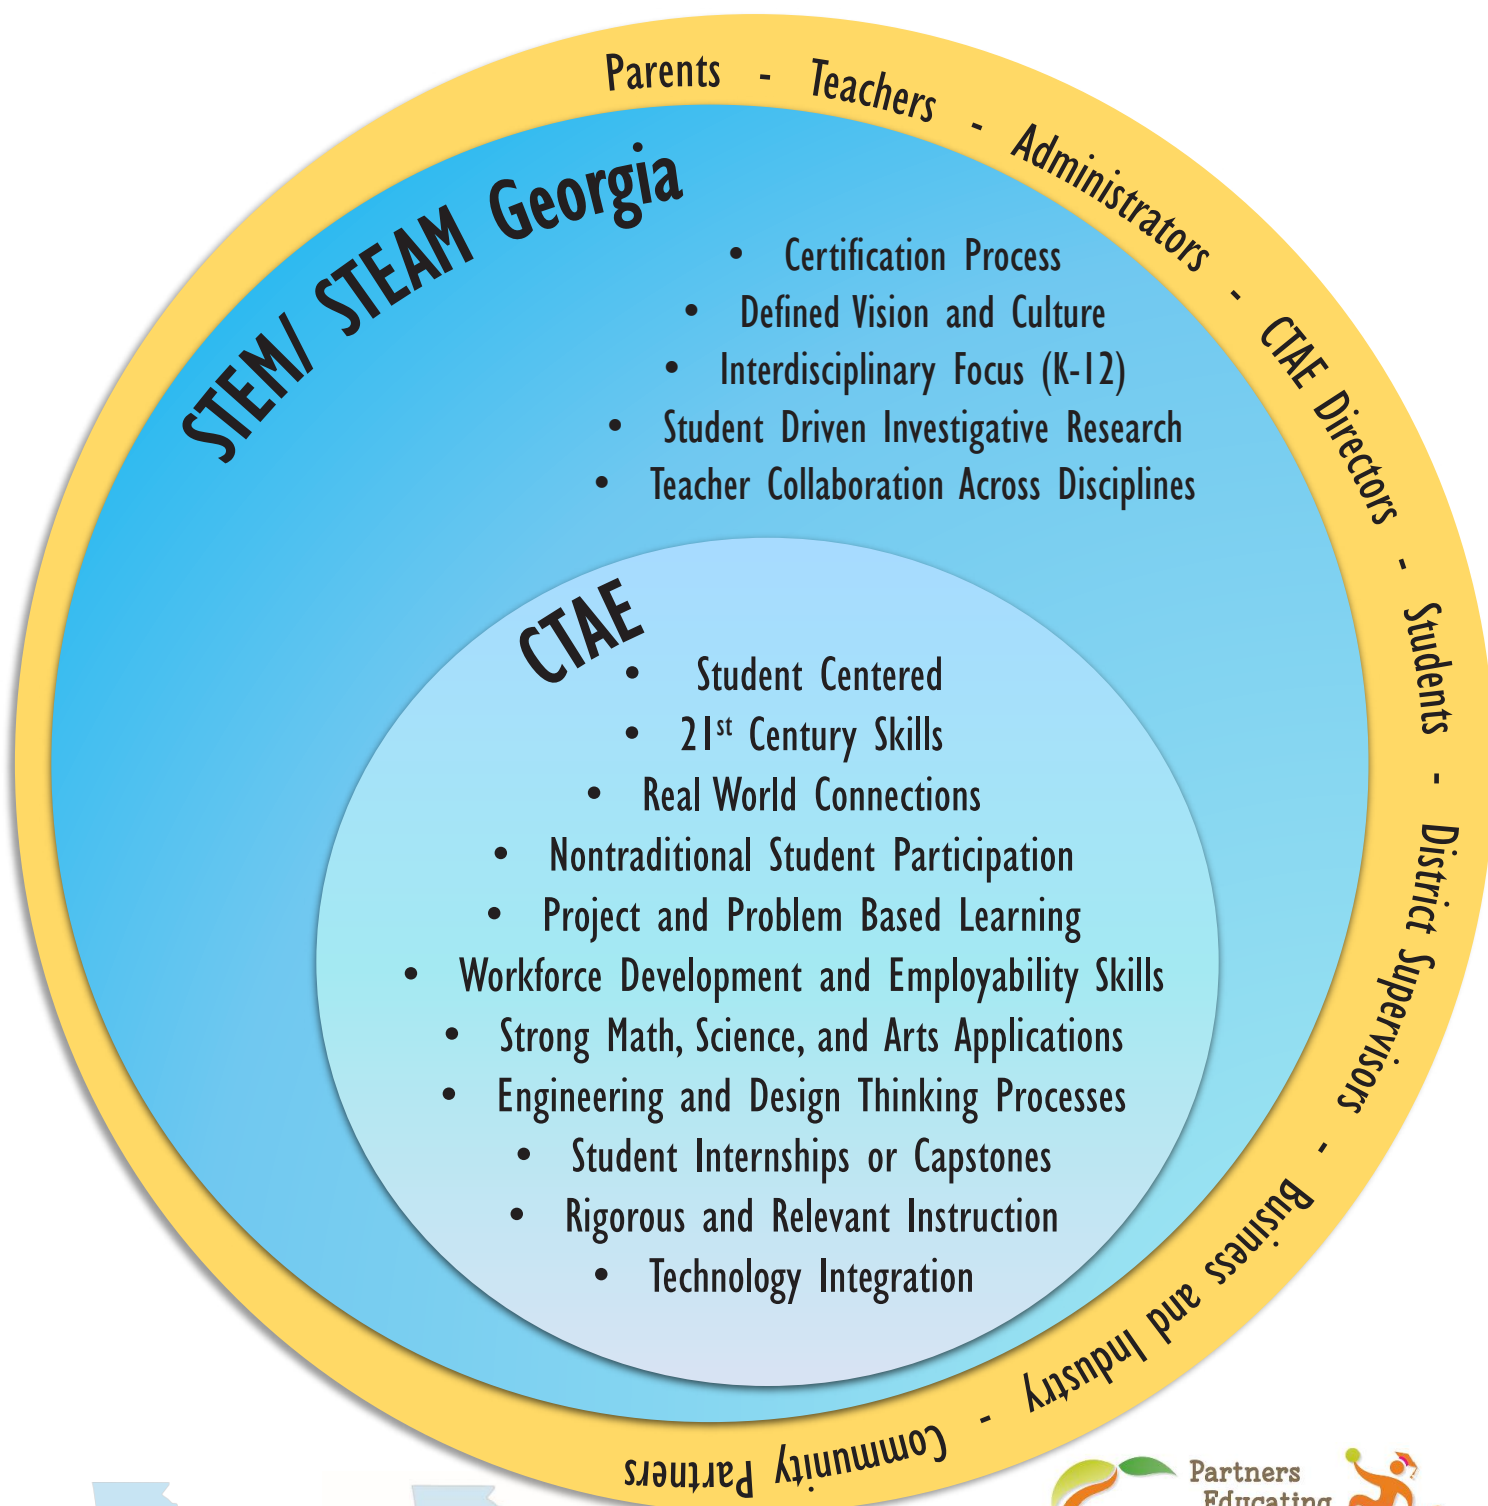 Parents - Teachers - Administrators - CTAE Directors - Students - District Supervisors - Business and Industry - Community Partners
STEM/ STEAM Georgia
• Certification Process
• Defined Vision and Culture
• Interdisciplinary Focus (K-12)
• Student Driven Investigative Research
• Teacher Collaboration Across Disciplines
CTAE
• Student Centered
• 21st Century Skills
• Real World Connections
• Nontraditional Student Participation
• Project and Problem Based Learning
• Workforce Development and Employability Skills
• Strong Math, Science, and Arts Applications
• Engineering and Design Thinking Processes
• Student Internships or Capstones
• Rigorous and Relevant Instruction
• Technology Integration
Partners
Educating